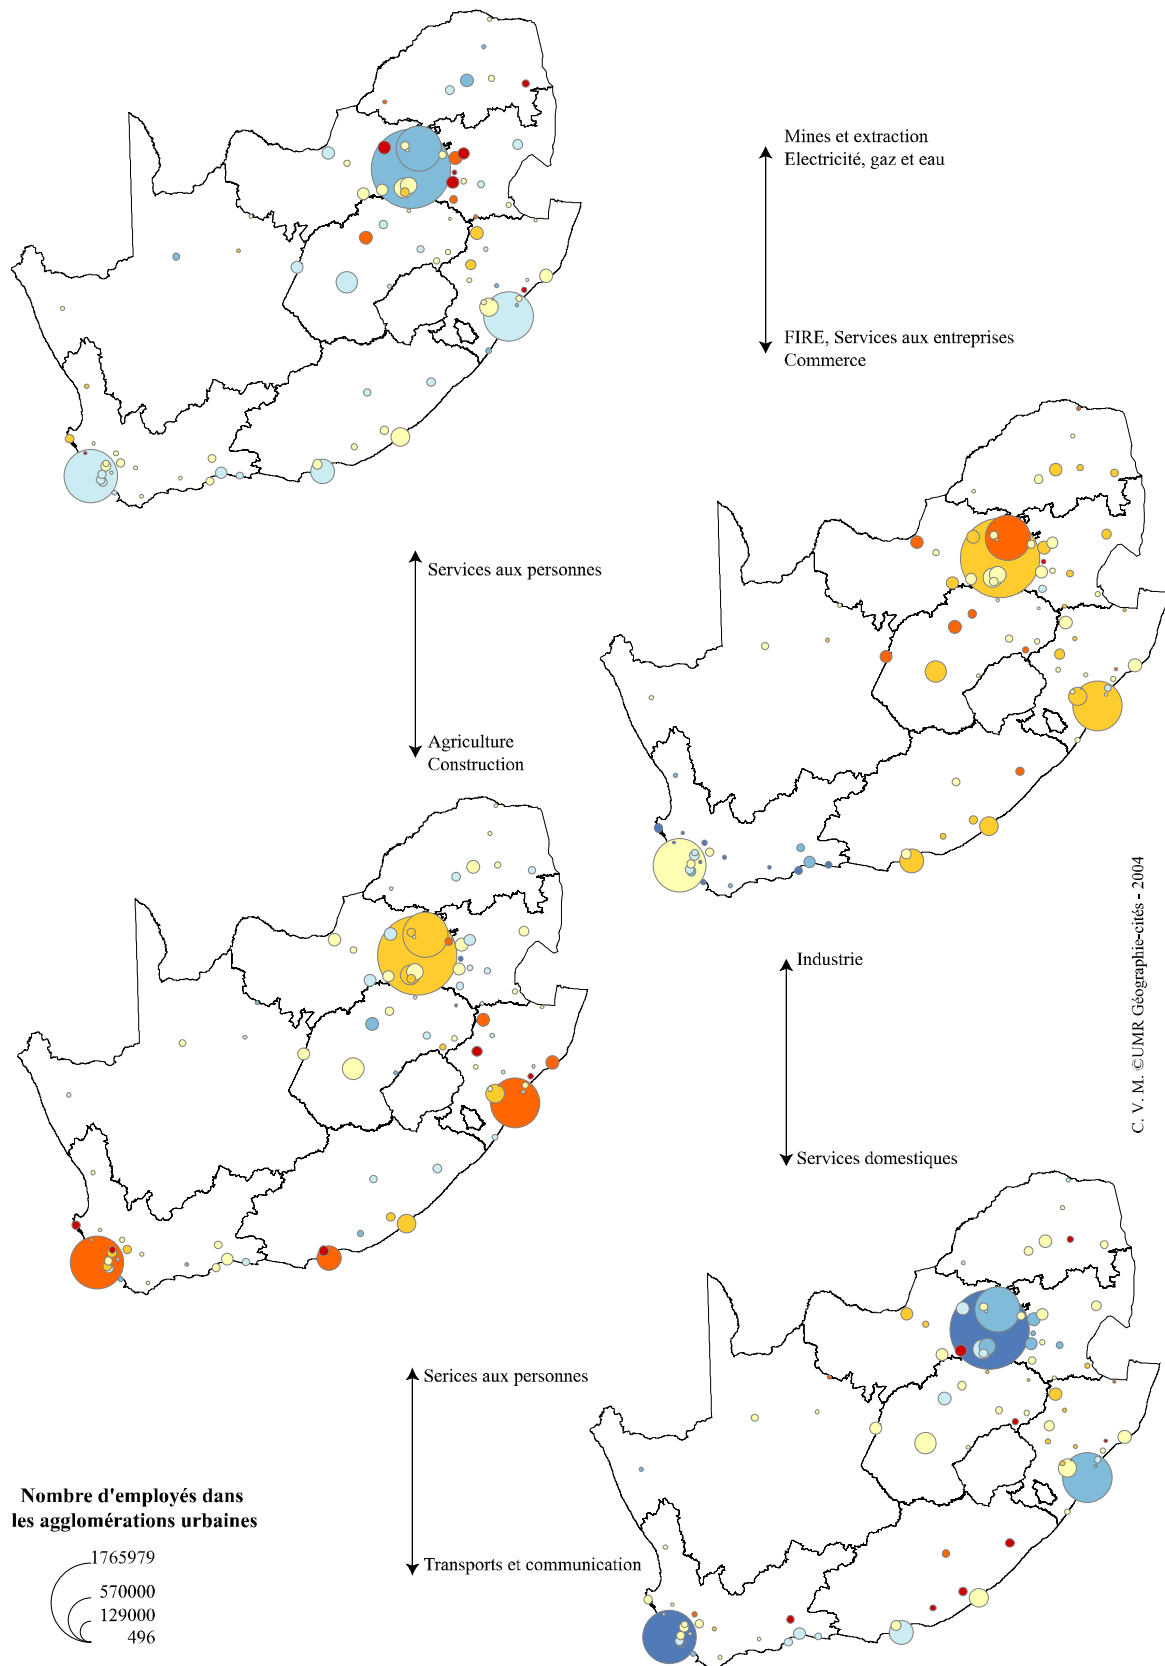 Mines et extraction
Electricité, gaz et eau
FIRE, Services aux entreprises
Commerce
Services aux personnes
Agriculture
Construction
Industrie
Services domestiques
Serices aux personnes
Transports et communication
Nombre d'employés dans
les agglomérations urbaines
1765979
570000
129000
496
C. V. M. ©UMR Géographie-cités - 2004